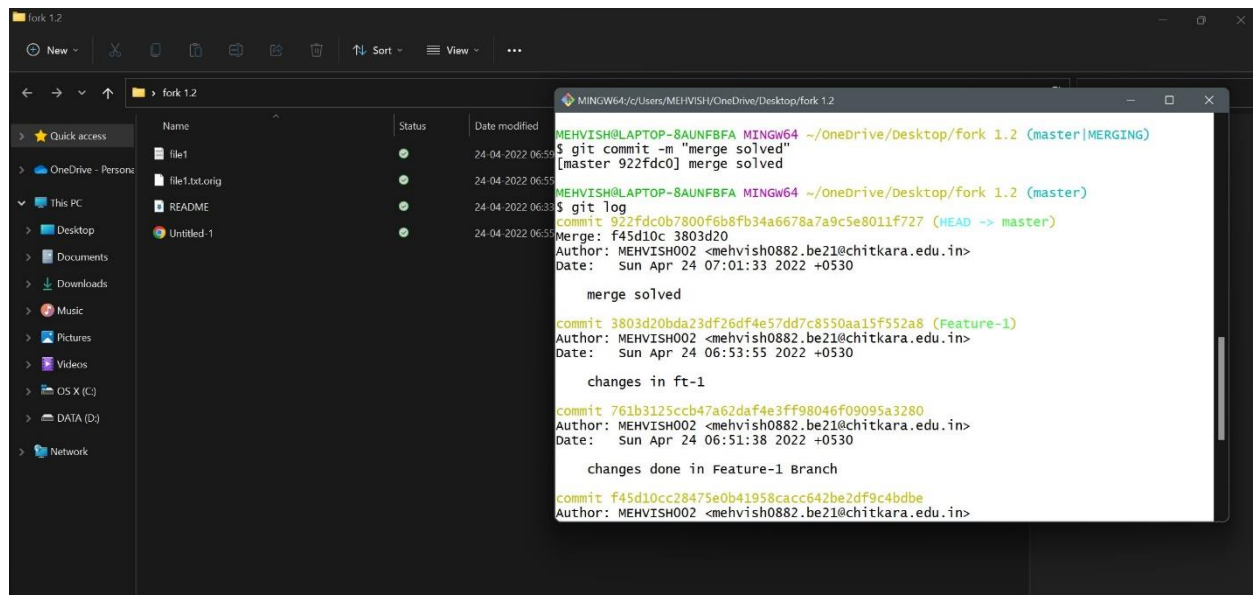 fork 1.2
New
Sort
View
fork 1.2
Quick access
OneDrive - Persona
This PC
Desktop
Documents
Downloads
Music
Pictures
Videos
OS X (C:)
DATA (D:)
Network
Name Status Date modified
file1 24-04-2022 06:59
file1.txt.orig 24-04-2022 06:55
README 24-04-2022 06:33
Untitled-1 24-04-2022 06:55
MINGW64:/c/Users/MEHVISH/OneDrive/Desktop/fork 1.2
MEHVISH@LAPTOP-8AUNFBFA MINGW64 ~/OneDrive/Desktop/fork 1.2 (master|MERGING)
$ git commit -m "merge solved"
[master 922fdc0] merge solved
MEHVISH@LAPTOP-8AUNFBFA MINGW64 ~/OneDrive/Desktop/fork 1.2 (master)
$ git log
commit 922fdc0b7800f6b8fb34a6678a7a9c5e8011f727 (HEAD -> master)
Merge: f45d10c 3803d20
Author: MEHVISH002 <mehvish0882.be21@chitkara.edu.in>
Date: Sun Apr 24 07:01:33 2022 +0530
merge solved
commit 3803d20bda23df26df4e57dd7c8550aa15f552a8 (Feature-1)
Author: MEHVISH002 <mehvish0882.be21@chitkara.edu.in>
Date: Sun Apr 24 06:53:55 2022 +0530
changes in ft-1
commit 761b3125ccb47a62daf4e3ff98046f09095a3280
Author: MEHVISH002 <mehvish0882.be21@chitkara.edu.in>
Date: Sun Apr 24 06:51:38 2022 +0530
changes done in Feature-1 Branch
commit f45d10cc28475e0b41958cacc642be2df9c4bdbe
Author: MEHVISH002 <mehvish0882.be21@chitkara.edu.in>